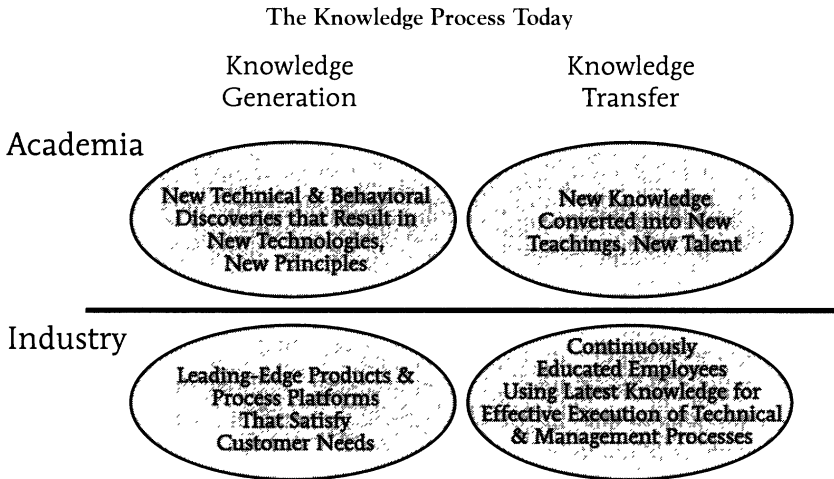 The Knowledge Process Today
Knowledge
Generation
Knowledge
Transfer
Academia
New Technical & Behavioral
Discoveries that Result in
New Technologies,
New Principles
New Knowledge
Converted into New
Teachings, New Talent
Industry
Leading-Edge Products &
Process Platforms
That Satisfy
Customer Needs
Continuously
Educated Employees
Using Latest Knowledge for
Effective Execution of Technical
& Management Processes